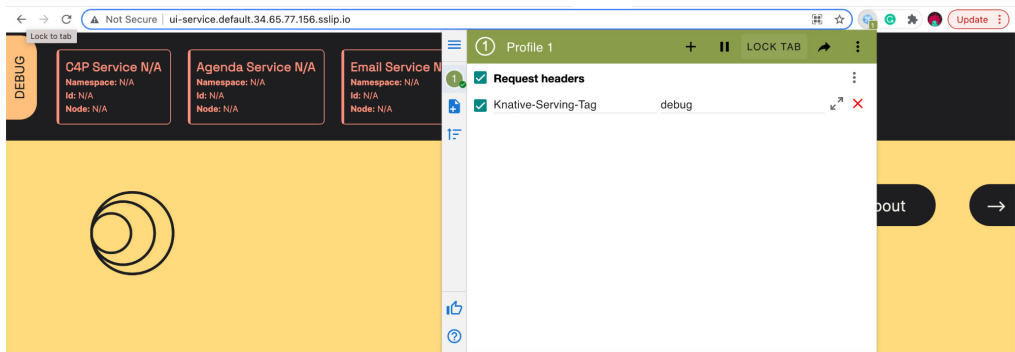 Not Secure ui-service.default.34.65.77.156.sslip.io
1
Update
Lock to tab
DEBUG
C4P Service N/A
Namespace: N/A
Id: N/A
Node: N/A
Agenda Service N/A
Namespace: N/A
Id: N/A
Node: N/A
Email Service N
Namespace: N/A
Id: N/A
Node: N/A
1
1 Profile 1
LOCK TAB
Request headers
Knative-Serving-Tag debug